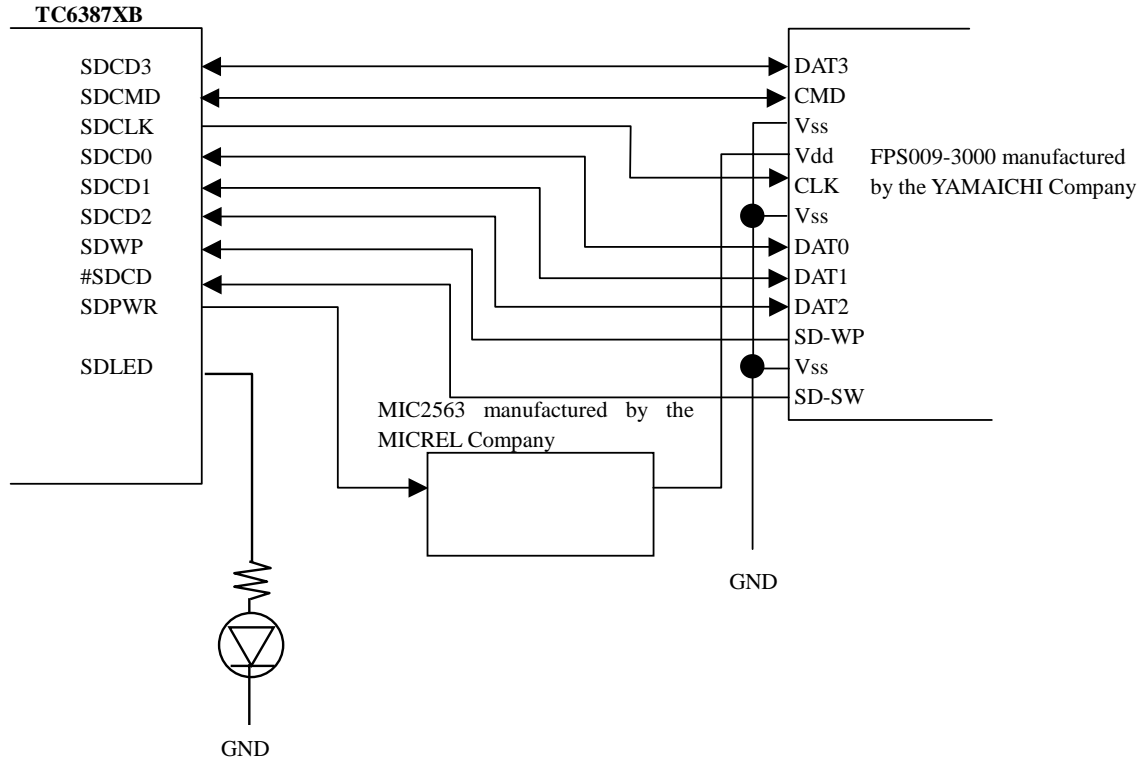 TC6387XB
SDCD3
SDCMD
SDCLK
SDCD0
SDCD1
SDCD2
SDWP
#SDCD
SDPWR
SDLED
DAT3
CMD
Vss
Vdd
CLK
Vss
DAT0
DAT1
DAT2
SD-WP
Vss
SD-SW
FPS009-3000 manufactured
by the YAMAICHI Company
MIC2563 manufactured by the
MICREL Company
GND
GND